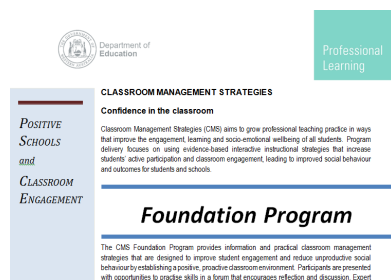 Department of
Education
Professional
Learning
POSITIVE
SCHOOLS
and
CLASSROOM
ENGAGEMENT
CLASSROOM MANAGEMENT STRATEGIES
Confidence in the classroom
Classroom Management Strategies (CMS) aims to grow professional teaching practice in ways
that improve the engagement, learning and socio-emotional wellbeing of all students. Program
delivery focuses on using evidence-based interactive instructional strategies that increase
students' active participation and classroom engagement, leading to improved social behaviour
and outcomes for students and schools.
Foundation Program
The CMS Foundation Program provides information and practical classroom management
strategies that are designed to improve student engagement and reduce unproductive social
behaviour by establishing a positive, proactive classroom environment. Participants are presented
with opportunities to practise skills in a forum that encourages reflection and discussion. Expert